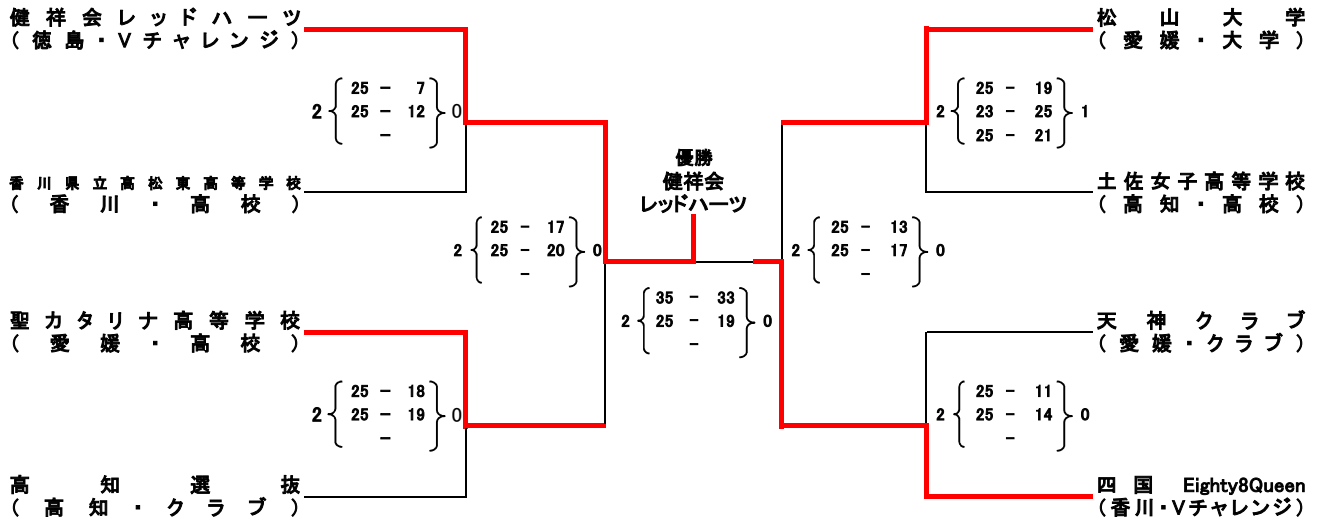 健祥会レッドハーツ
(徳島・Vチャレンジ)
2 25 - 7 0
25 - 12
-
香川県立高松東高等学校
(香川・高校)
2 25 - 17 0
25 - 20
-
聖カタリナ高等学校
(愛媛・高校)
2 25 - 18 0
25 - 19
-
高知選抜
(高知・クラブ)
優勝
健祥会
レッドハーツ
2 35 - 33 0
25 - 19
-
松山大学
(愛媛・大学)
25 - 19
2 23 - 25 1
25 - 21
土佐女子高等学校
(高知・高校)
25 - 13
2 25 - 17 0
-
天神クラブ
(愛媛・クラブ)
25 - 11
2 25 - 14 0
-
四国 Eighty8Queen
(香川・Vチャレンジ)